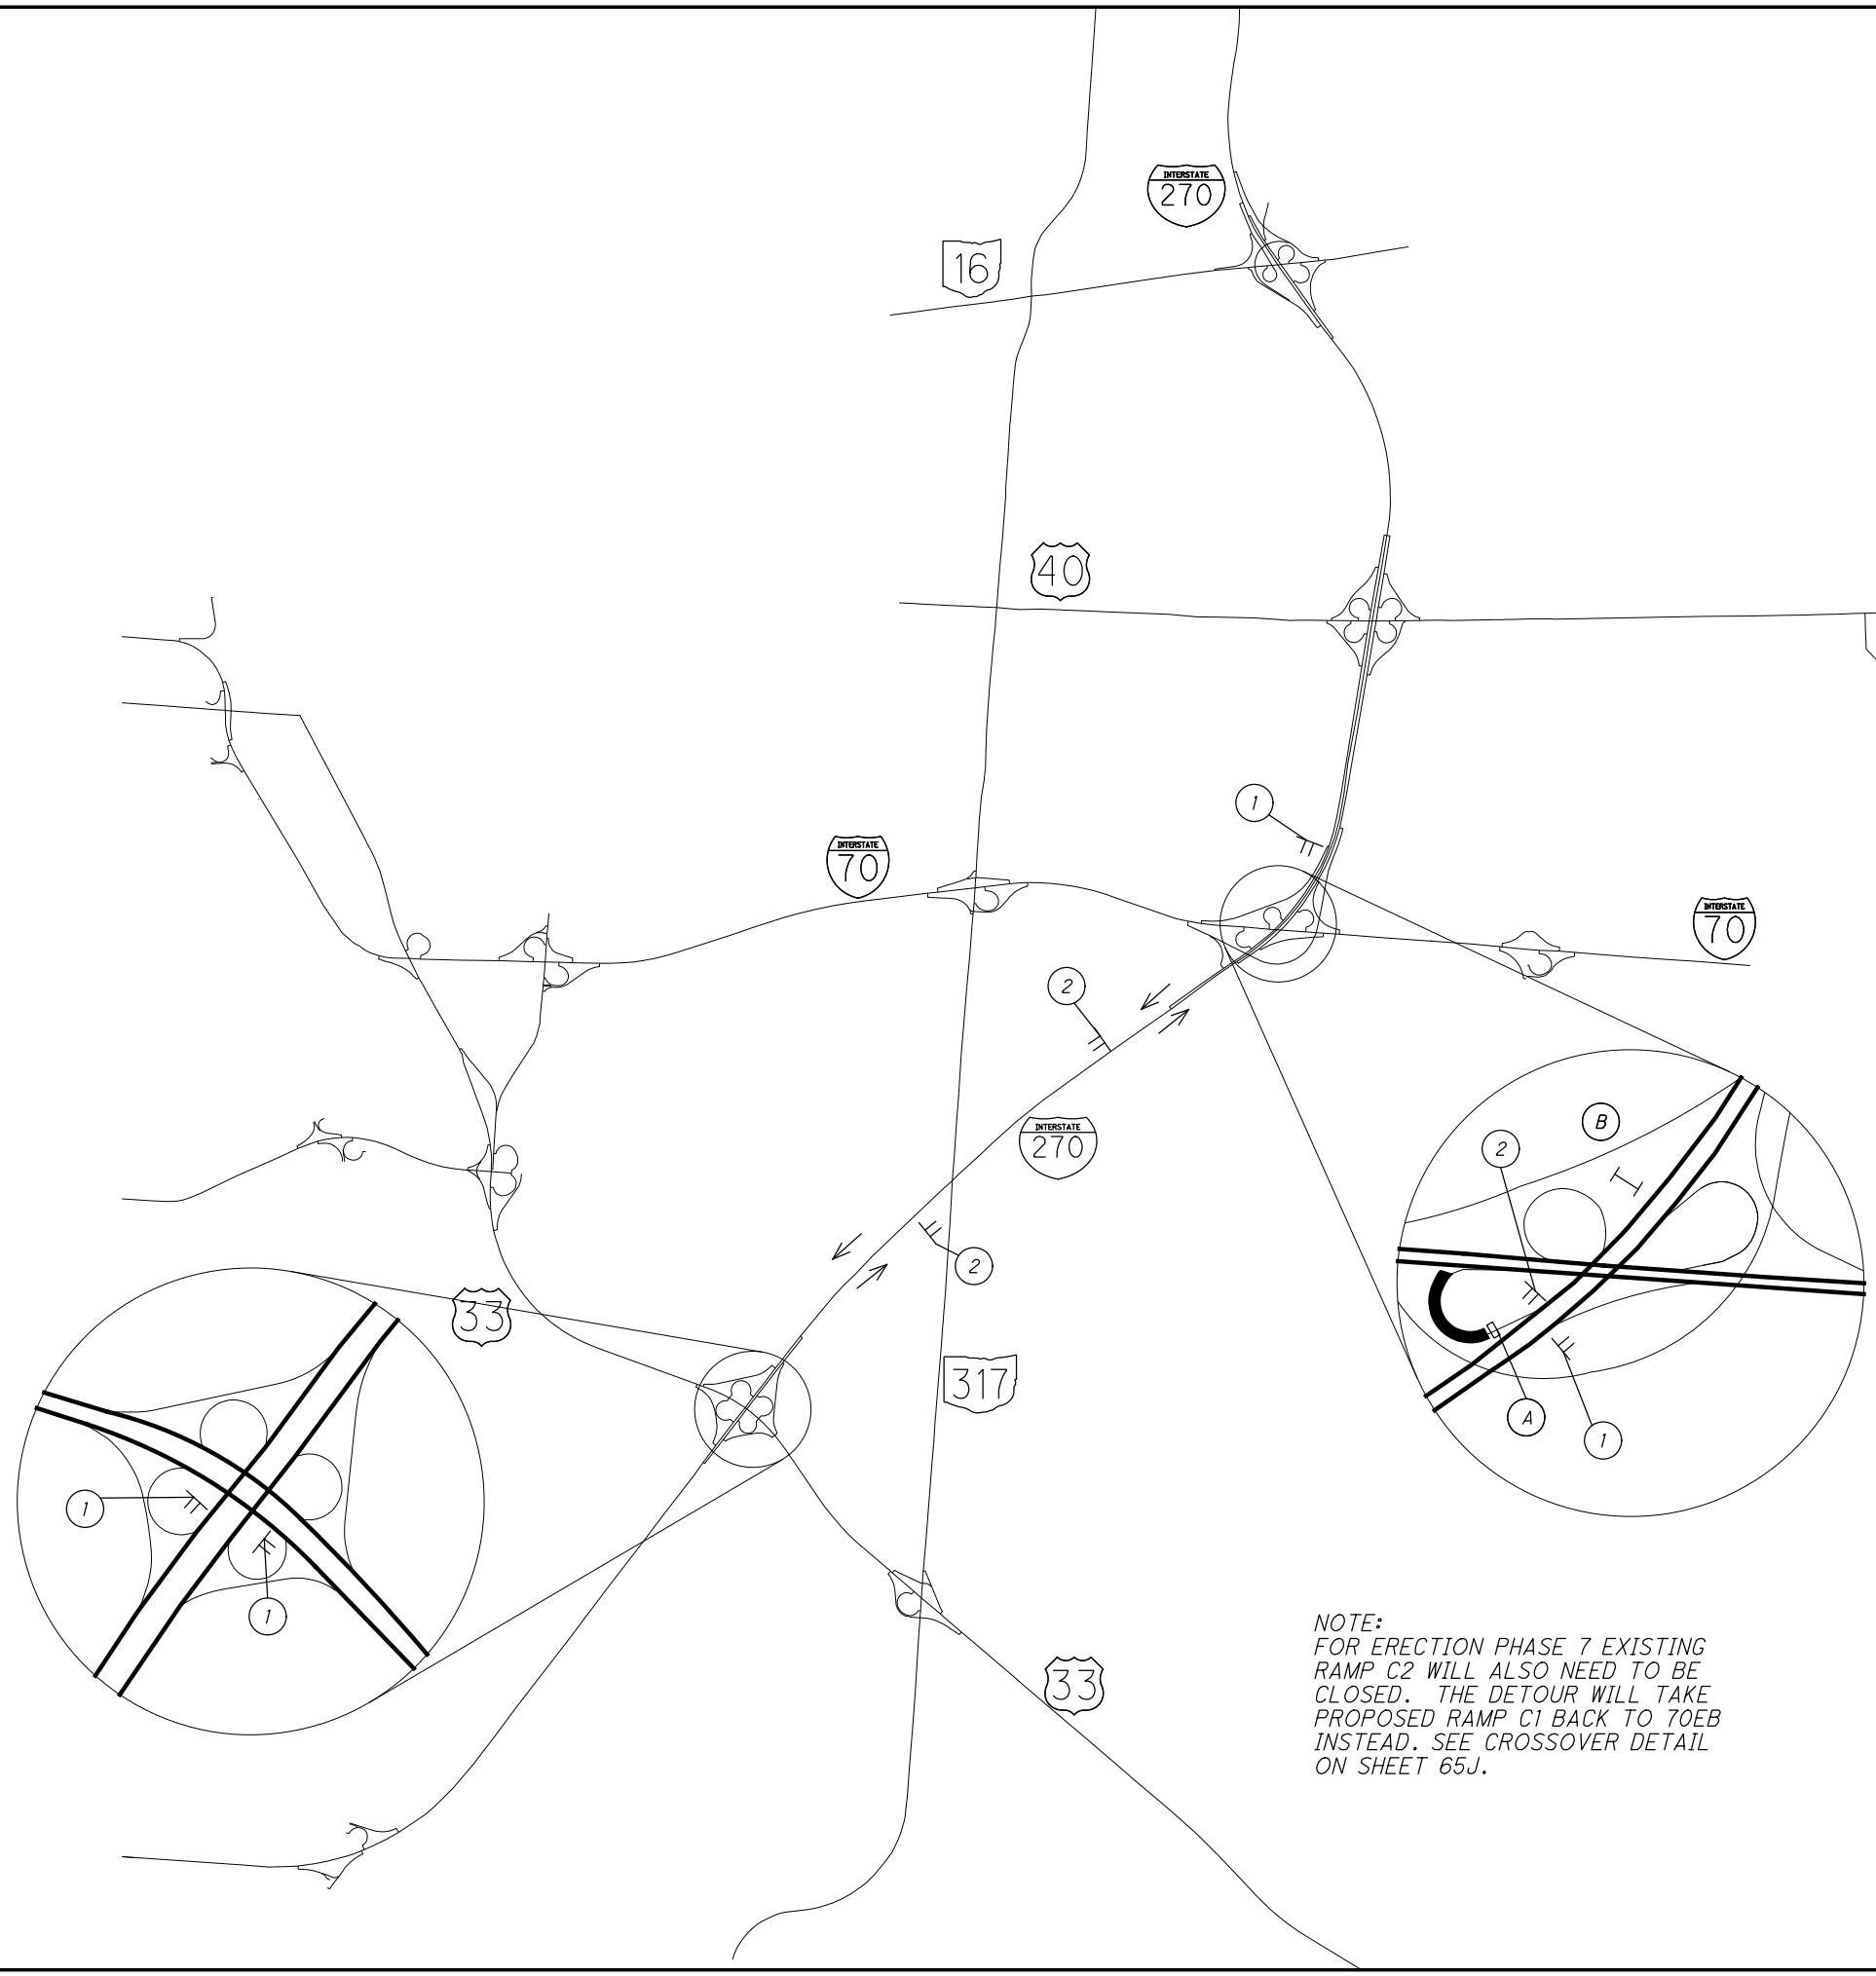 INTERSTATE
270
16
40
1
INTERSTATE
70
INTERSTATE
70
2
B
2
INTERSTATE
270
2
33
317
A
1
1
1
NOTE:
FOR ERECTION PHASE 7 EXISTING
RAMP C2 WILL ALSO NEED TO BE
CLOSED. THE DETOUR WILL TAKE
PROPOSED RAMP C1 BACK TO 70EB
INSTEAD. SEE CROSSOVER DETAIL
ON SHEET 65J.
33